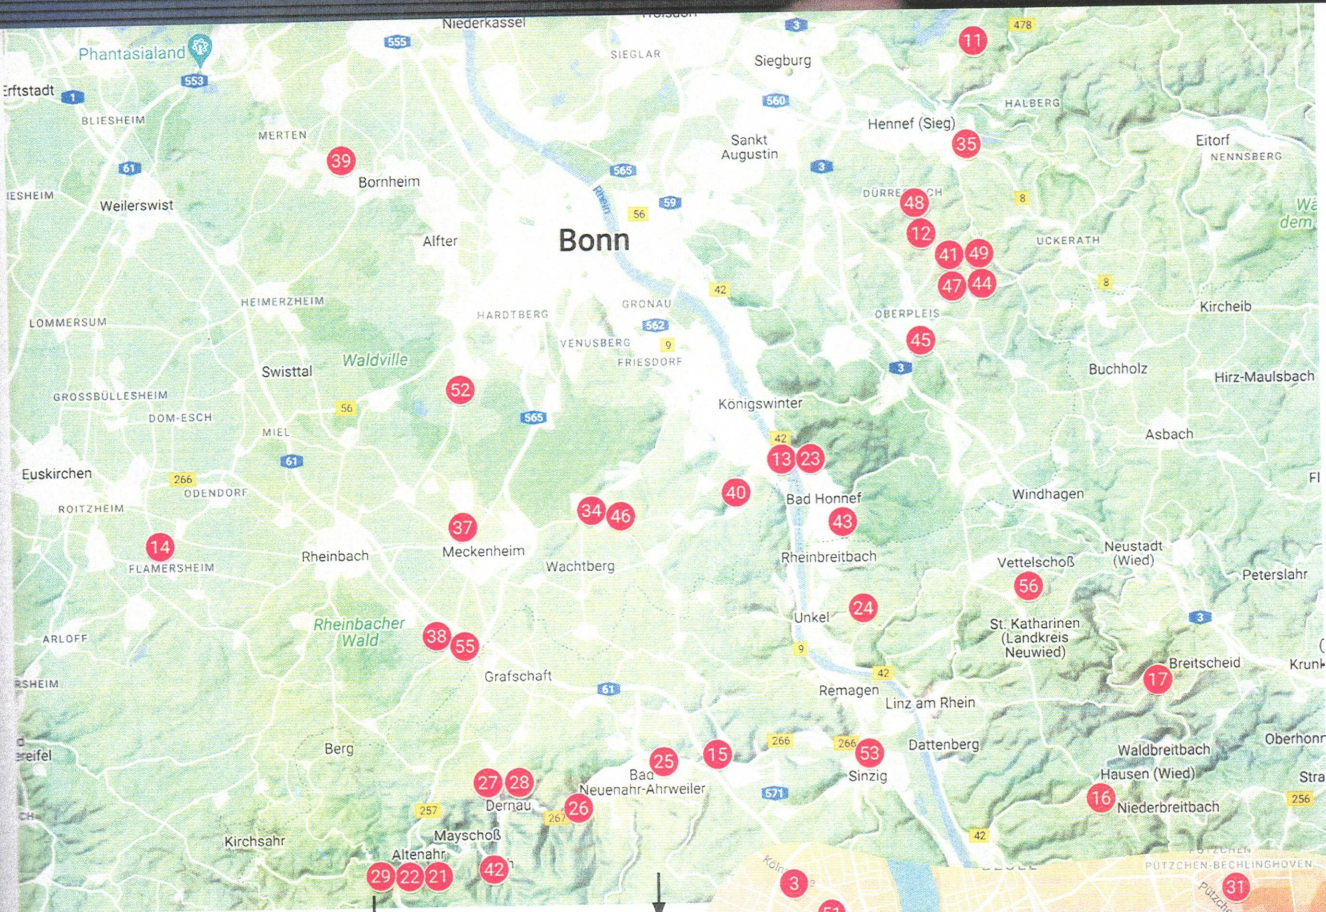 Niederkassel
Troisdorf
3
478
11
Phantasialand
555
SIEGLAR
Siegburg
553
Erftstadt
1
560
HALBERG
BLIESHEIM
Hennef (Sieg)
MERTEN
35
Eitorf
Sankt
Augustin
NENNSBERG
39
61
565
3
Bornheim
59
48
8
Weilerswist
Rhein
56
12
Alfter
Bonn
UCKERATH
dem
41
49
47
44
42
8
HEIMERZHEIM
GRONAU
Kircheib
HARDTBERG
OBERPLEIS
LOMMERSUM
562
VENUSBERG
9
45
FRIESDORF
Waldville
3
Swisttal
Buchholz
Hirz-Maulsbach
52
GROSSBÜLLESHEIM
56
Königswinter
DOM-ESCH
565
MIEL
42
Asbach
61
13
23
Euskirchen
266
ODENDORF
40
Bad Honnef
Windhagen
ROITZHEIM
34
46
43
37
14
Meckenheim
Rheinbach
Rheinbreitbach
Neustadt
(Wied)
FLAMERSHEIM
Wachtberg
Vettelschoß
Peterslahr
56
24
Unkel
3
Rheinbacher
Wald
38
St. Katharinen
(Landkreis
Neuwied)
ARLOFF
55
9
Breitscheid
Grafschaft
42
17
61
Remagen
Linz am Rhein
Berg
266
266
Dattenberg
15
53
25
Waldbreitbach
Sinzig
Hausen (Wied)
Bad
Neuenahr-Ahrweiler
27
28
571
16
Niederbreitbach
256
Dernau
26
257
267
Mayschoß
42
Kirchsahr
Altenahr
29
22
21
42
PÜTZCHEN
PÜTZCHEN-BECHLINGHOVEN
3
31
51